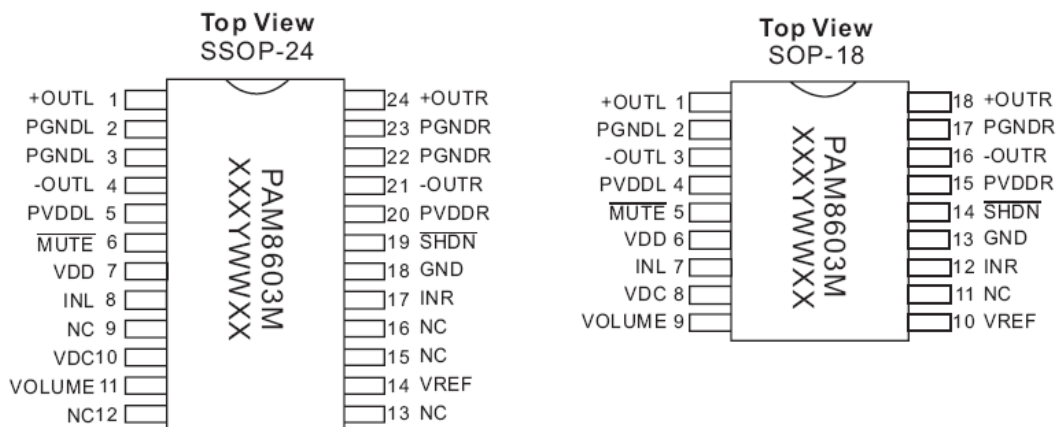 Top View
SSOP-24
+OUTL 1
PGNDL 2
PGNDL 3
-OUTL 4
PVDDL 5
MUTE 6
VDD 7
INL 8
NC 9
VDC10
VOLUME 11
NC12
PAM8603M
XXXYWWXX
24 +OUTR
23 PGNDR
22 PGNDR
21 -OUTR
20 PVDDR
19 SHDN
18 GND
17 INR
16 NC
15 NC
14 VREF
13 NC
Top View
SOP-18
+OUTL 1
PGNDL 2
-OUTL 3
PVDDL 4
MUTE 5
VDD 6
INL 7
VDC 8
VOLUME 9
PAM8603M
XXXYWWXX
18 +OUTR
17 PGNDR
16 -OUTR
15 PVDDR
14 SHDN
13 GND
12 INR
11 NC
10 VREF